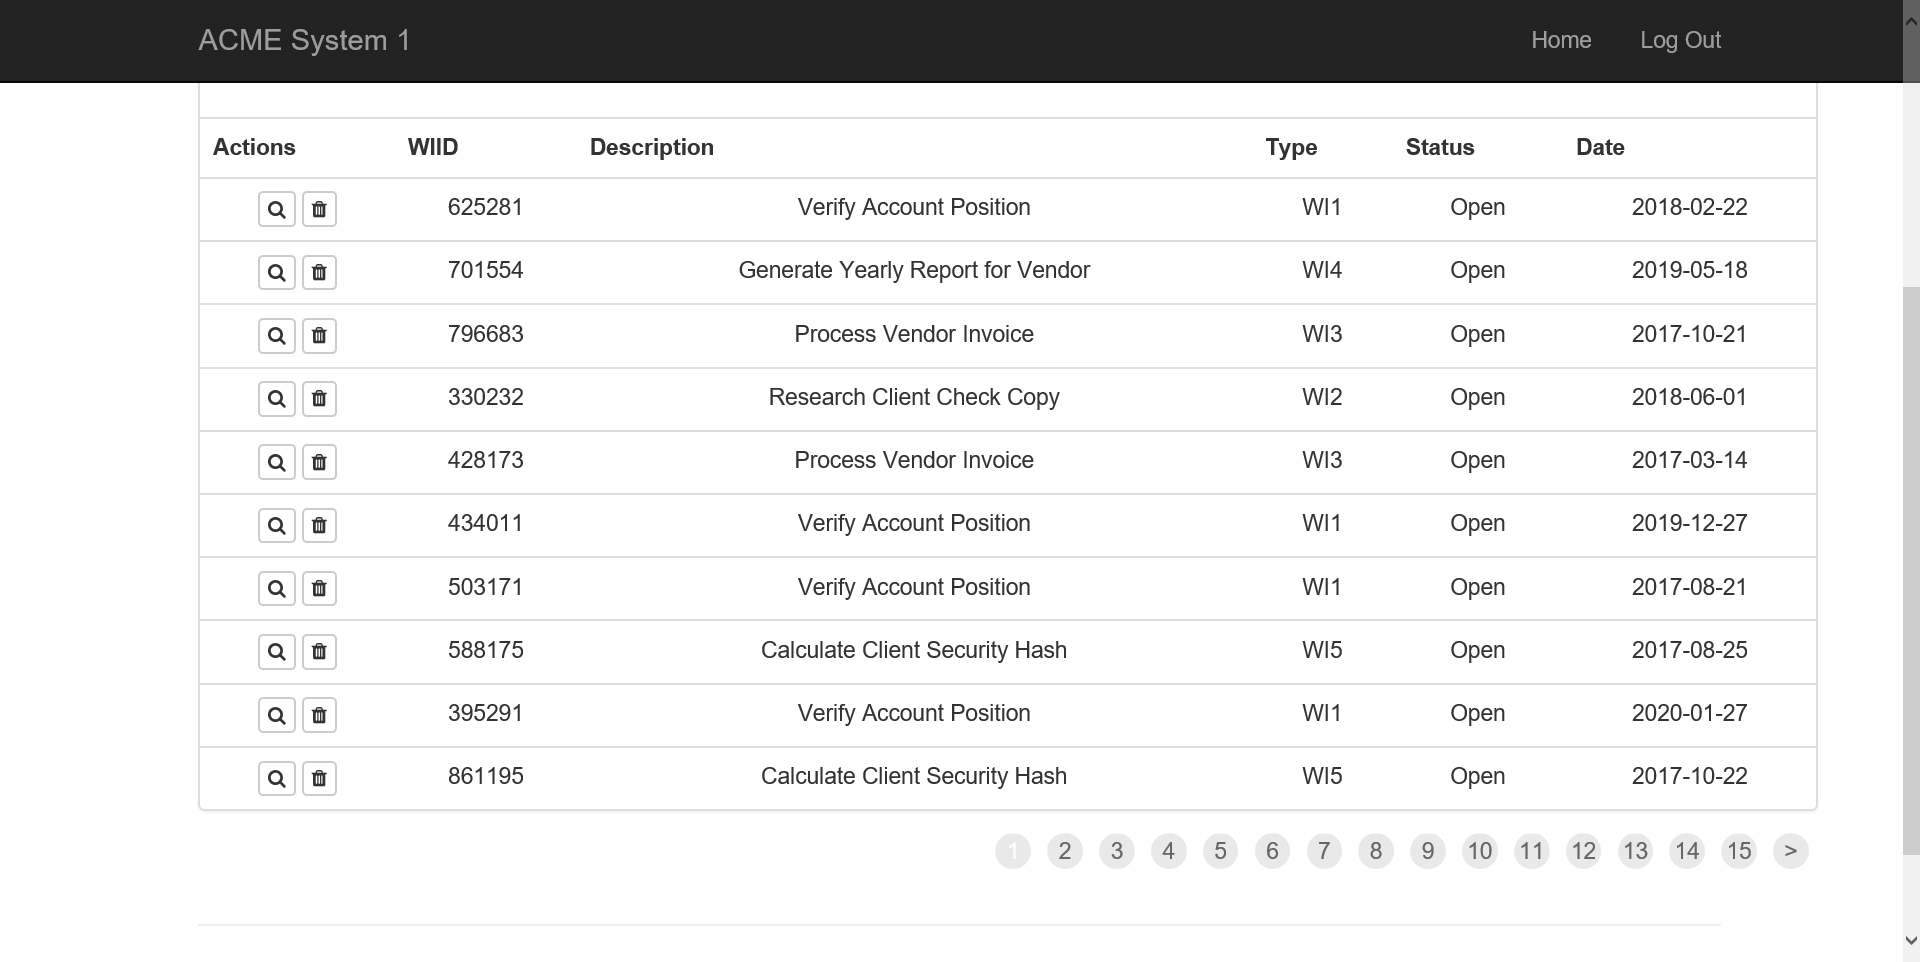 ACME System 1 Home Log Out
Actions WIID Description Type Status Date
625281 Verify Account Position WI1 Open 2018-02-22
701554 Generate Yearly Report for Vendor WI4 Open 2019-05-18
796683 Process Vendor Invoice WI3 Open 2017-10-21
330232 Research Client Check Copy WI2 Open 2018-06-01
428173 Process Vendor Invoice WI3 Open 2017-03-14
434011 Verify Account Position WI1 Open 2019-12-27
503171 Verify Account Position WI1 Open 2017-08-21
588175 Calculate Client Security Hash WI5 Open 2017-08-25
395291 Verify Account Position WI1 Open 2020-01-27
861195 Calculate Client Security Hash WI5 Open 2017-10-22
1 2 3 4 5 6 7 8 9 10 11 12 13 14 15 >